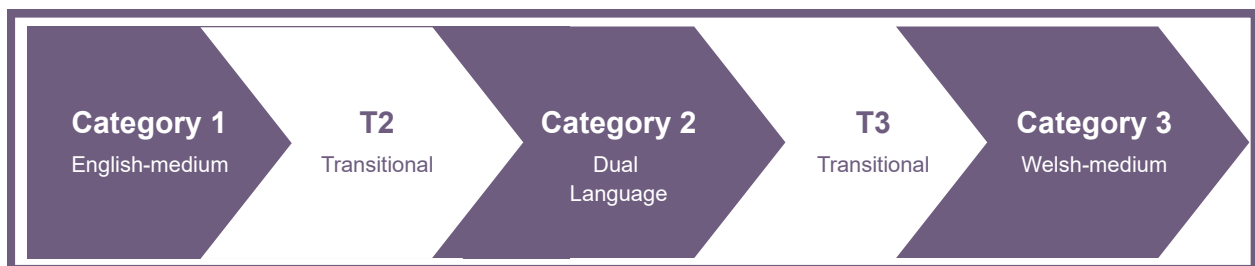 Category 1
English-medium
T2
Transitional
Category 2
Dual
Language
T3
Transitional
Category 3
Welsh-medium